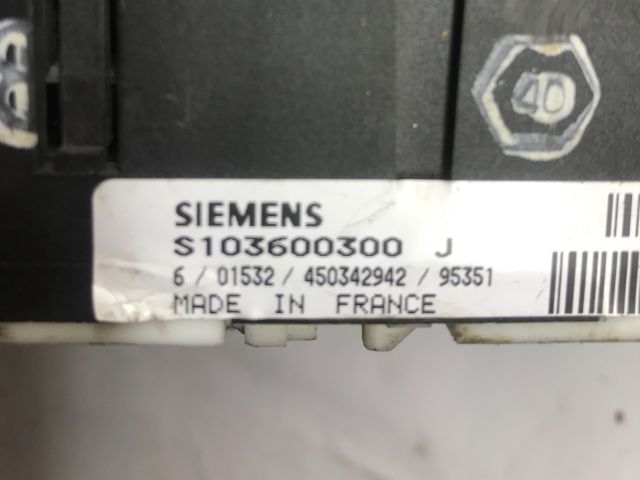 40
SIEMENS
S103600300 J
6 / 01532 / 450342942 / 95351
MADE IN FRANCE